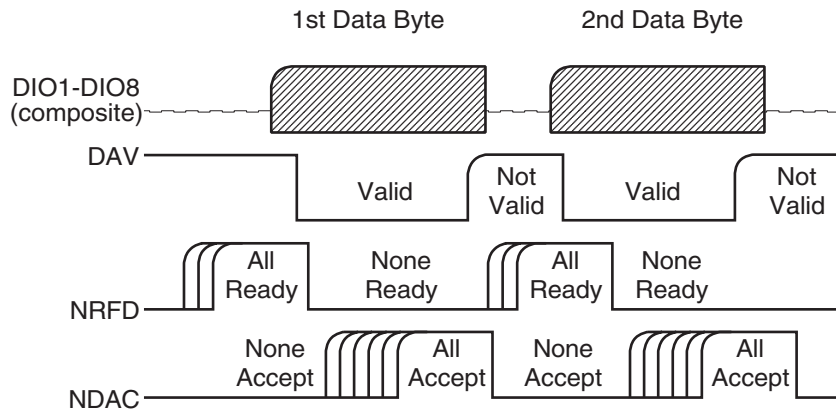 1st Data Byte 2nd Data Byte
DIO1-DIO8
(composite)
DAV
Valid
Not
Valid
Valid
Not
Valid
NRFD
All
Ready
None
Ready
All
Ready
None
Ready
NDAC
None
Accept
All
Accept
None
Accept
All
Accept